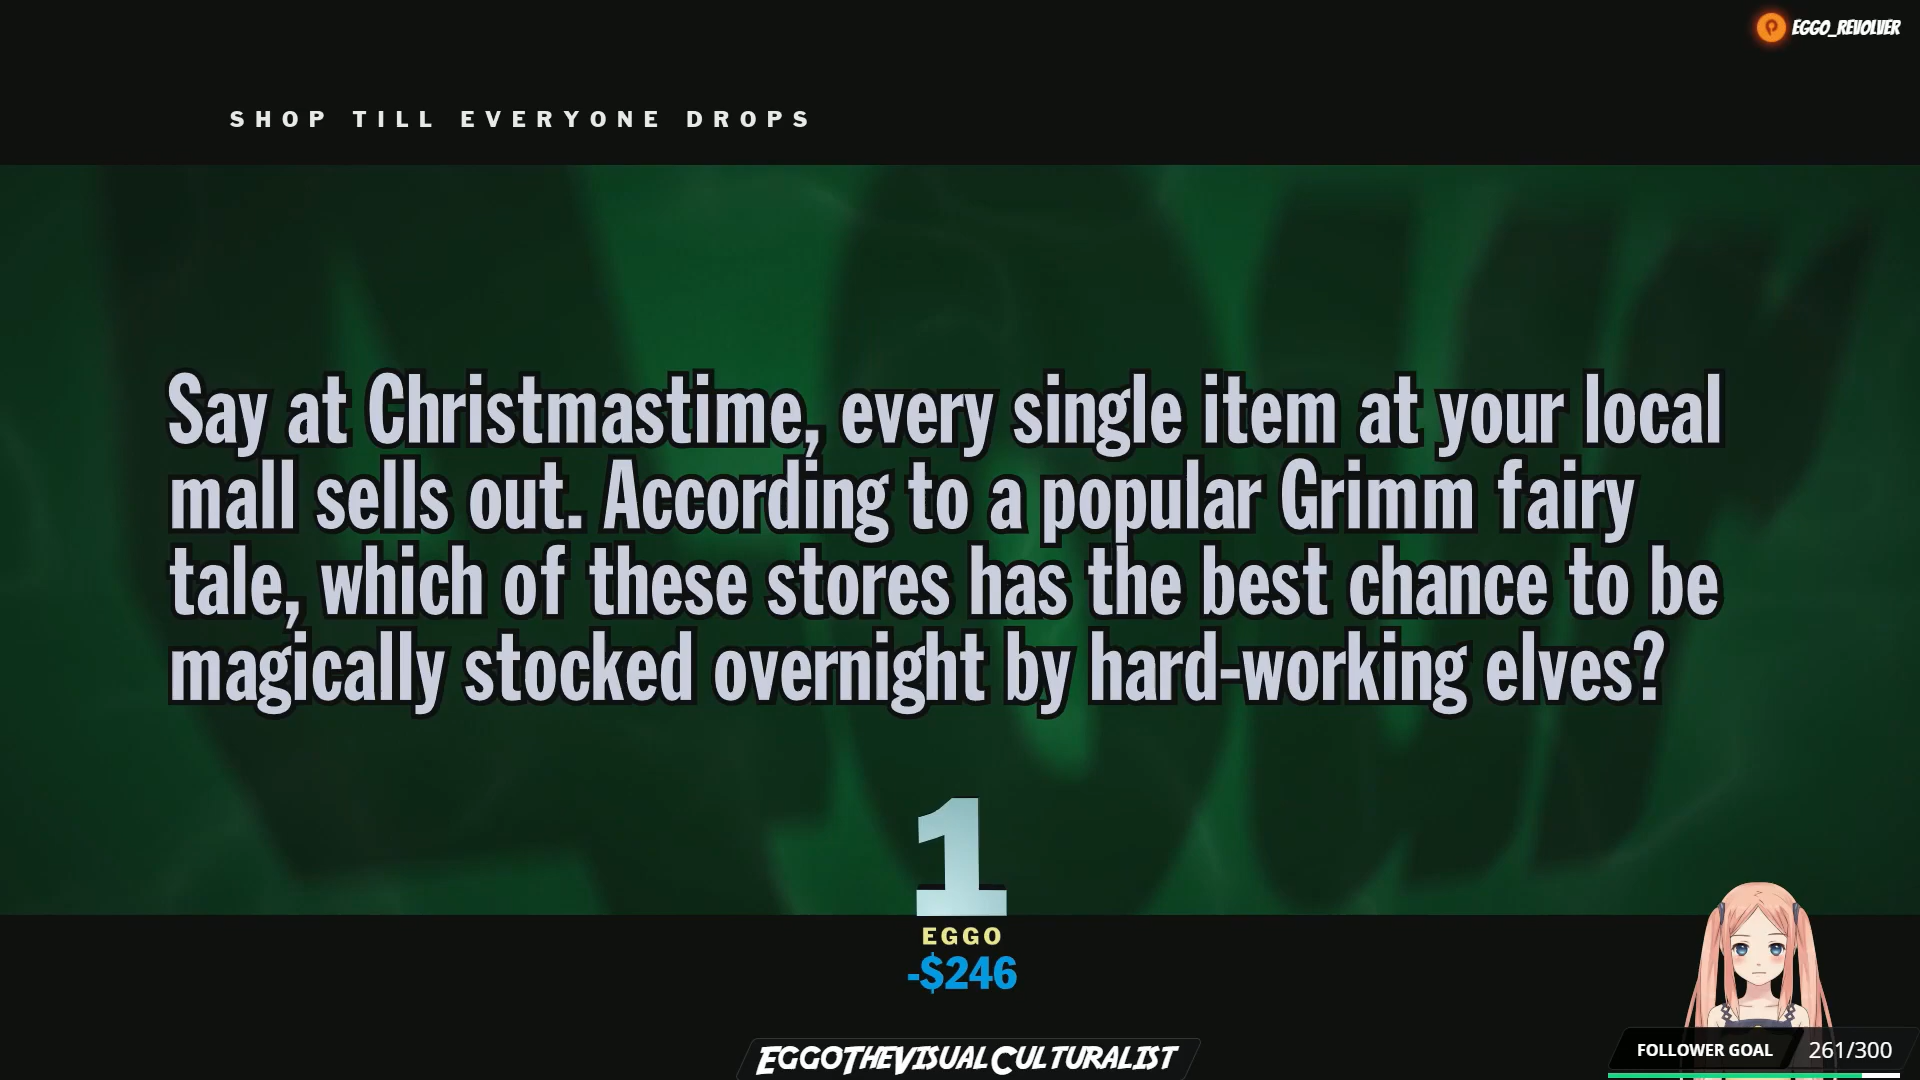 EGGO_REVOLVER
SHOP TILL EVERYONE DROPS
Say at Christmastime, every single item at your local
mall sells out. According to a popular Grimm fairy
tale, which of these stores has the best chance to be
magically stocked overnight by hard-working elves?
1
EGGO
-$246
EGGOTHEVISUALCULTURALIST
FOLLOWER GOAL 261/300